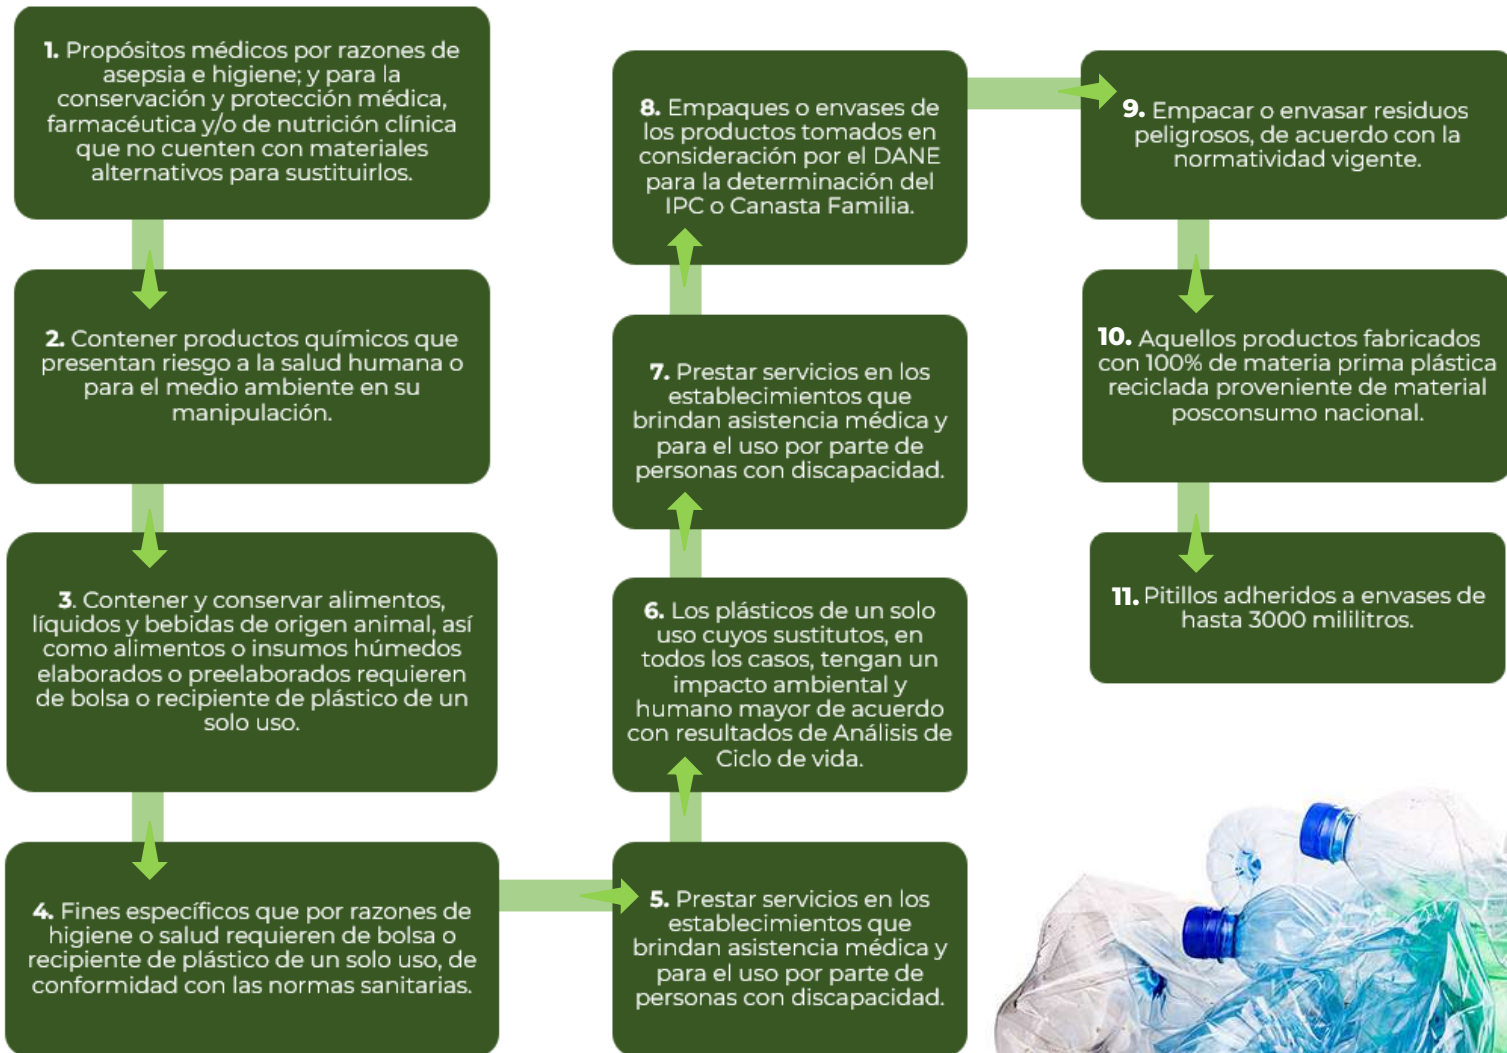 1. Propósitos médicos por razones de
asepsia e higiene; y para la
conservación y protección médica,
farmacéutica y/o de nutrición clínica
que no cuenten con materiales
alternativos para sustituirlos.
2. Contener productos químicos que
presentan riesgo a la salud humana o
para el medio ambiente en su
manipulación.
3. Contener y conservar alimentos,
líquidos y bebidas de origen animal, así
como alimentos o insumos húmedos
elaborados o preelaborados requieren
de bolsa o recipiente de plástico de un
solo uso.
4. Fines específicos que por razones de
higiene o salud requieren de bolsa o
recipiente de plástico de un solo uso, de
conformidad con las normas sanitarias.
5. Prestar servicios en los
establecimientos que
brindan asistencia médica y
para el uso por parte de
personas con discapacidad.
6. Los plásticos de un solo
uso cuyos sustitutos, en
todos los casos, tengan un
impacto ambiental y
humano mayor de acuerdo
con resultados de Análisis de
Ciclo de vida.
7. Prestar servicios en los
establecimientos que
brindan asistencia médica y
para el uso por parte de
personas con discapacidad.
8. Empaques o envases de
los productos tomados en
consideración por el DANE
para la determinación del
IPC o Canasta Familia.
9. Empacar o envasar residuos
peligrosos, de acuerdo con la
normatividad vigente.
10. Aquellos productos fabricados
con 100% de materia prima plástica
reciclada proveniente de material
posconsumo nacional.
11. Pitillos adheridos a envases de
hasta 3000 mililitros.